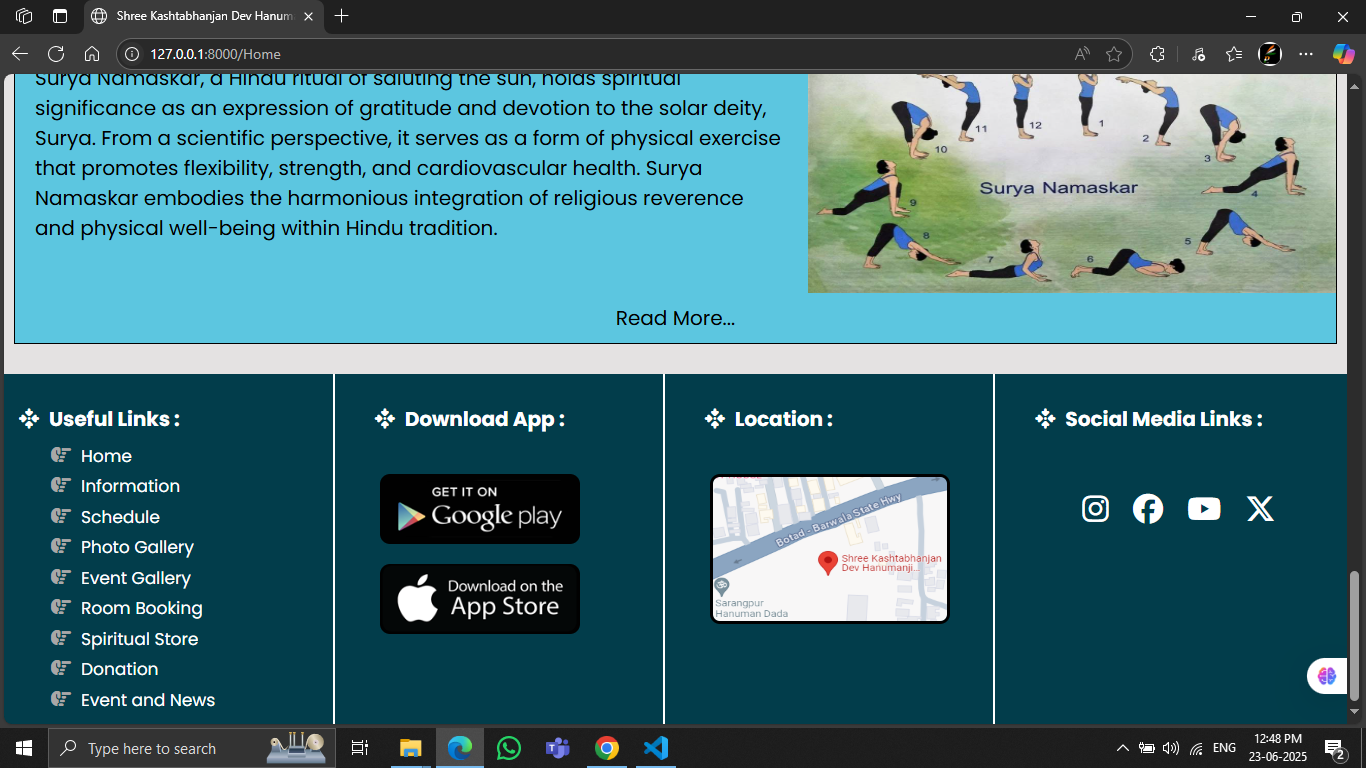 Shree Kashtabhanjan Dev Hanum
127.0.0.1:8000/Home
Surya Namaskar, a Hindu ritual of saluting the sun, holds spiritual
significance as an expression of gratitude and devotion to the solar deity,
Surya. From a scientific perspective, it serves as a form of physical exercise
that promotes flexibility, strength, and cardiovascular health. Surya
Namaskar embodies the harmonious integration of religious reverence
and physical well-being within Hindu tradition.
11
12
1
2
10
3
Surya Namaskar
4
9
8
5
7
6
Read More...
Useful Links :
Home
Information
Schedule
Photo Gallery
Event Gallery
Room Booking
Spiritual Store
Donation
Event and News
Download App :
GET IT ON
Google play
Download on the
App Store
Location :
Botad - Barwala State Hwy
Shree Kashtabhanjan
Dev Hanumanji...
Sarangpur
Hanuman Dada
Social Media Links :
Type here to search
ENG
12:48 PM
23-06-2025
2